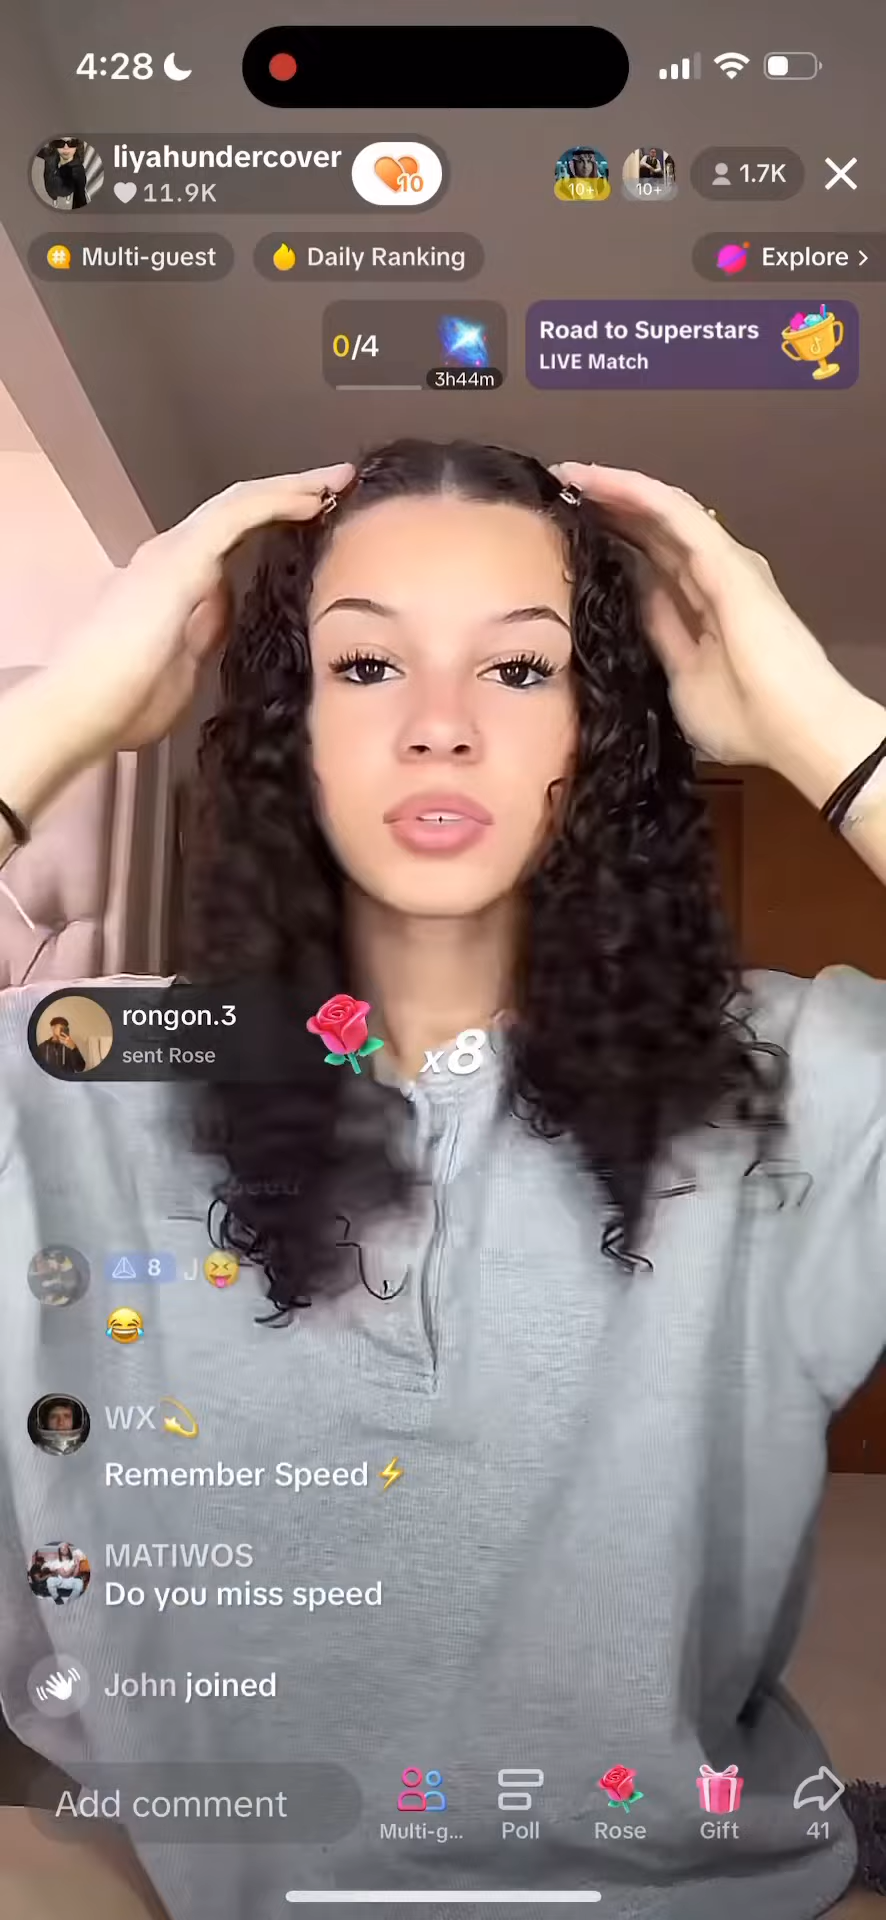 4:28
liyahundercover
11.9K
10
10+
10+
1.7K
Multi-guest
Daily Ranking
Explore >
0/4
3h44m
Road to Superstars
LIVE Match
rongon.3
sent Rose
x8
8 J
WX
Remember Speed
MATIWOS
Do you miss speed
John joined
Add comment
Multi-g...
Poll
Rose
Gift
41